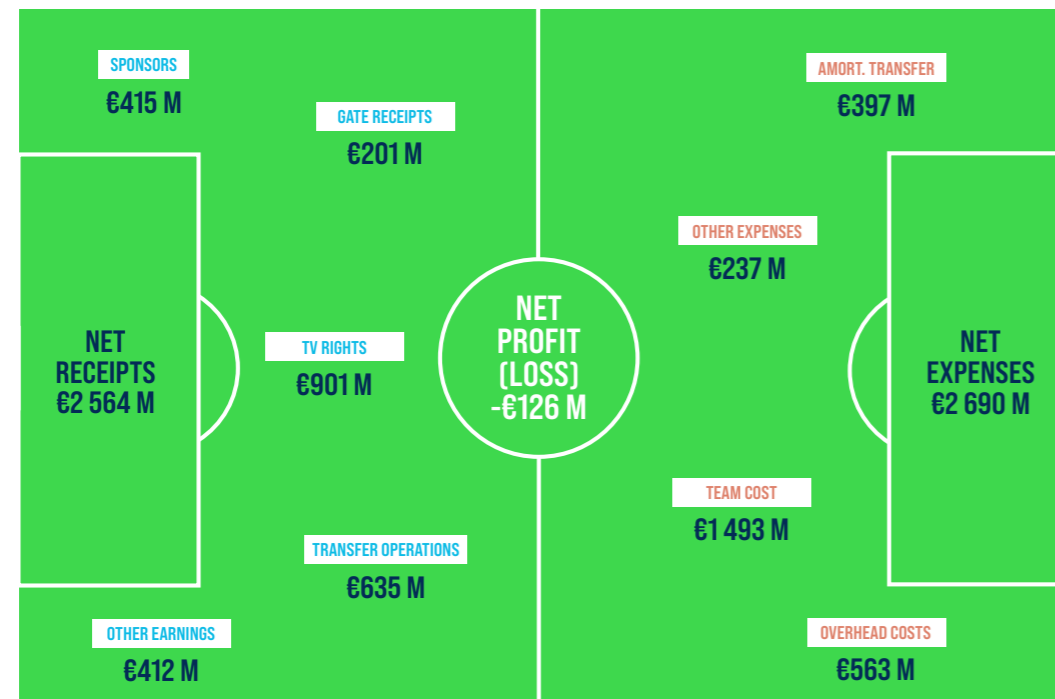 SPONSORS
€415 M
GATE RECEIPTS
€201 M
NET
RECEIPTS
€2 564 M
TV RIGHTS
€901 M
TRANSFER OPERATIONS
€635 M
OTHER EARNINGS
€412 M
NET
PROFIT
(LOSS)
-€126 M
AMORT. TRANSFER
€397 M
OTHER EXPENSES
€237 M
NET
EXPENSES
€2 690 M
TEAM COST
€1 493 M
OVERHEAD COSTS
€563 M